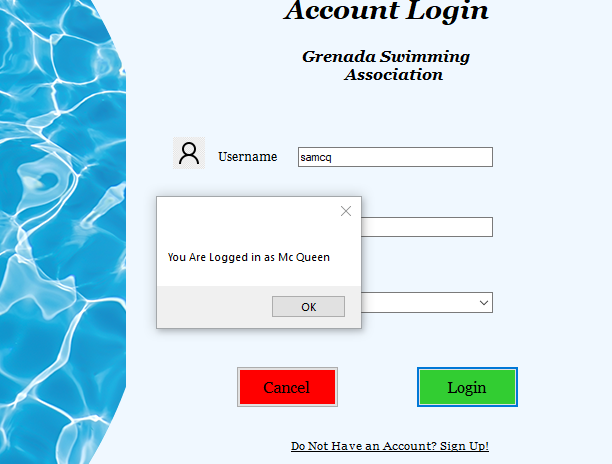 Account Login
Grenada Swimming
Association
Username
samcq
You Are Logged in as Mc Queen
OK
Cancel
Login
Do Not Have an Account? Sign Up!